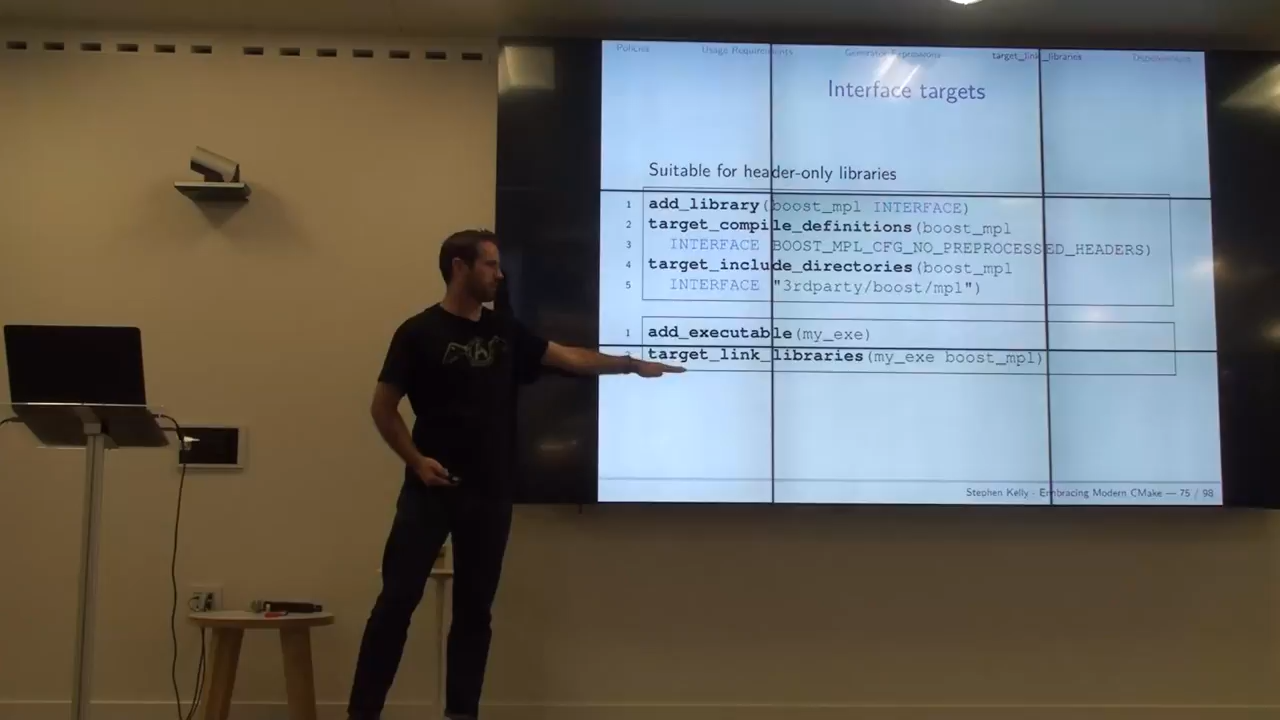 Policies Usage Requirements Generator Expressions target_link_libraries Deployment
Interface targets
Suitable for header-only libraries
1 add_library(boost_mpl INTERFACE)
2 target_compile_definitions(boost_mpl
3 INTERFACE BOOST_MPL_CFG_NO_PREPROCESSED_HEADERS)
4 target_include_directories(boost_mpl
5 INTERFACE "3rdparty/boost/mpl")
1 add_executable(my_exe)
2 target_link_libraries(my_exe boost_mpl)
Stephen Kelly - Embracing Modern CMake — 75 / 98